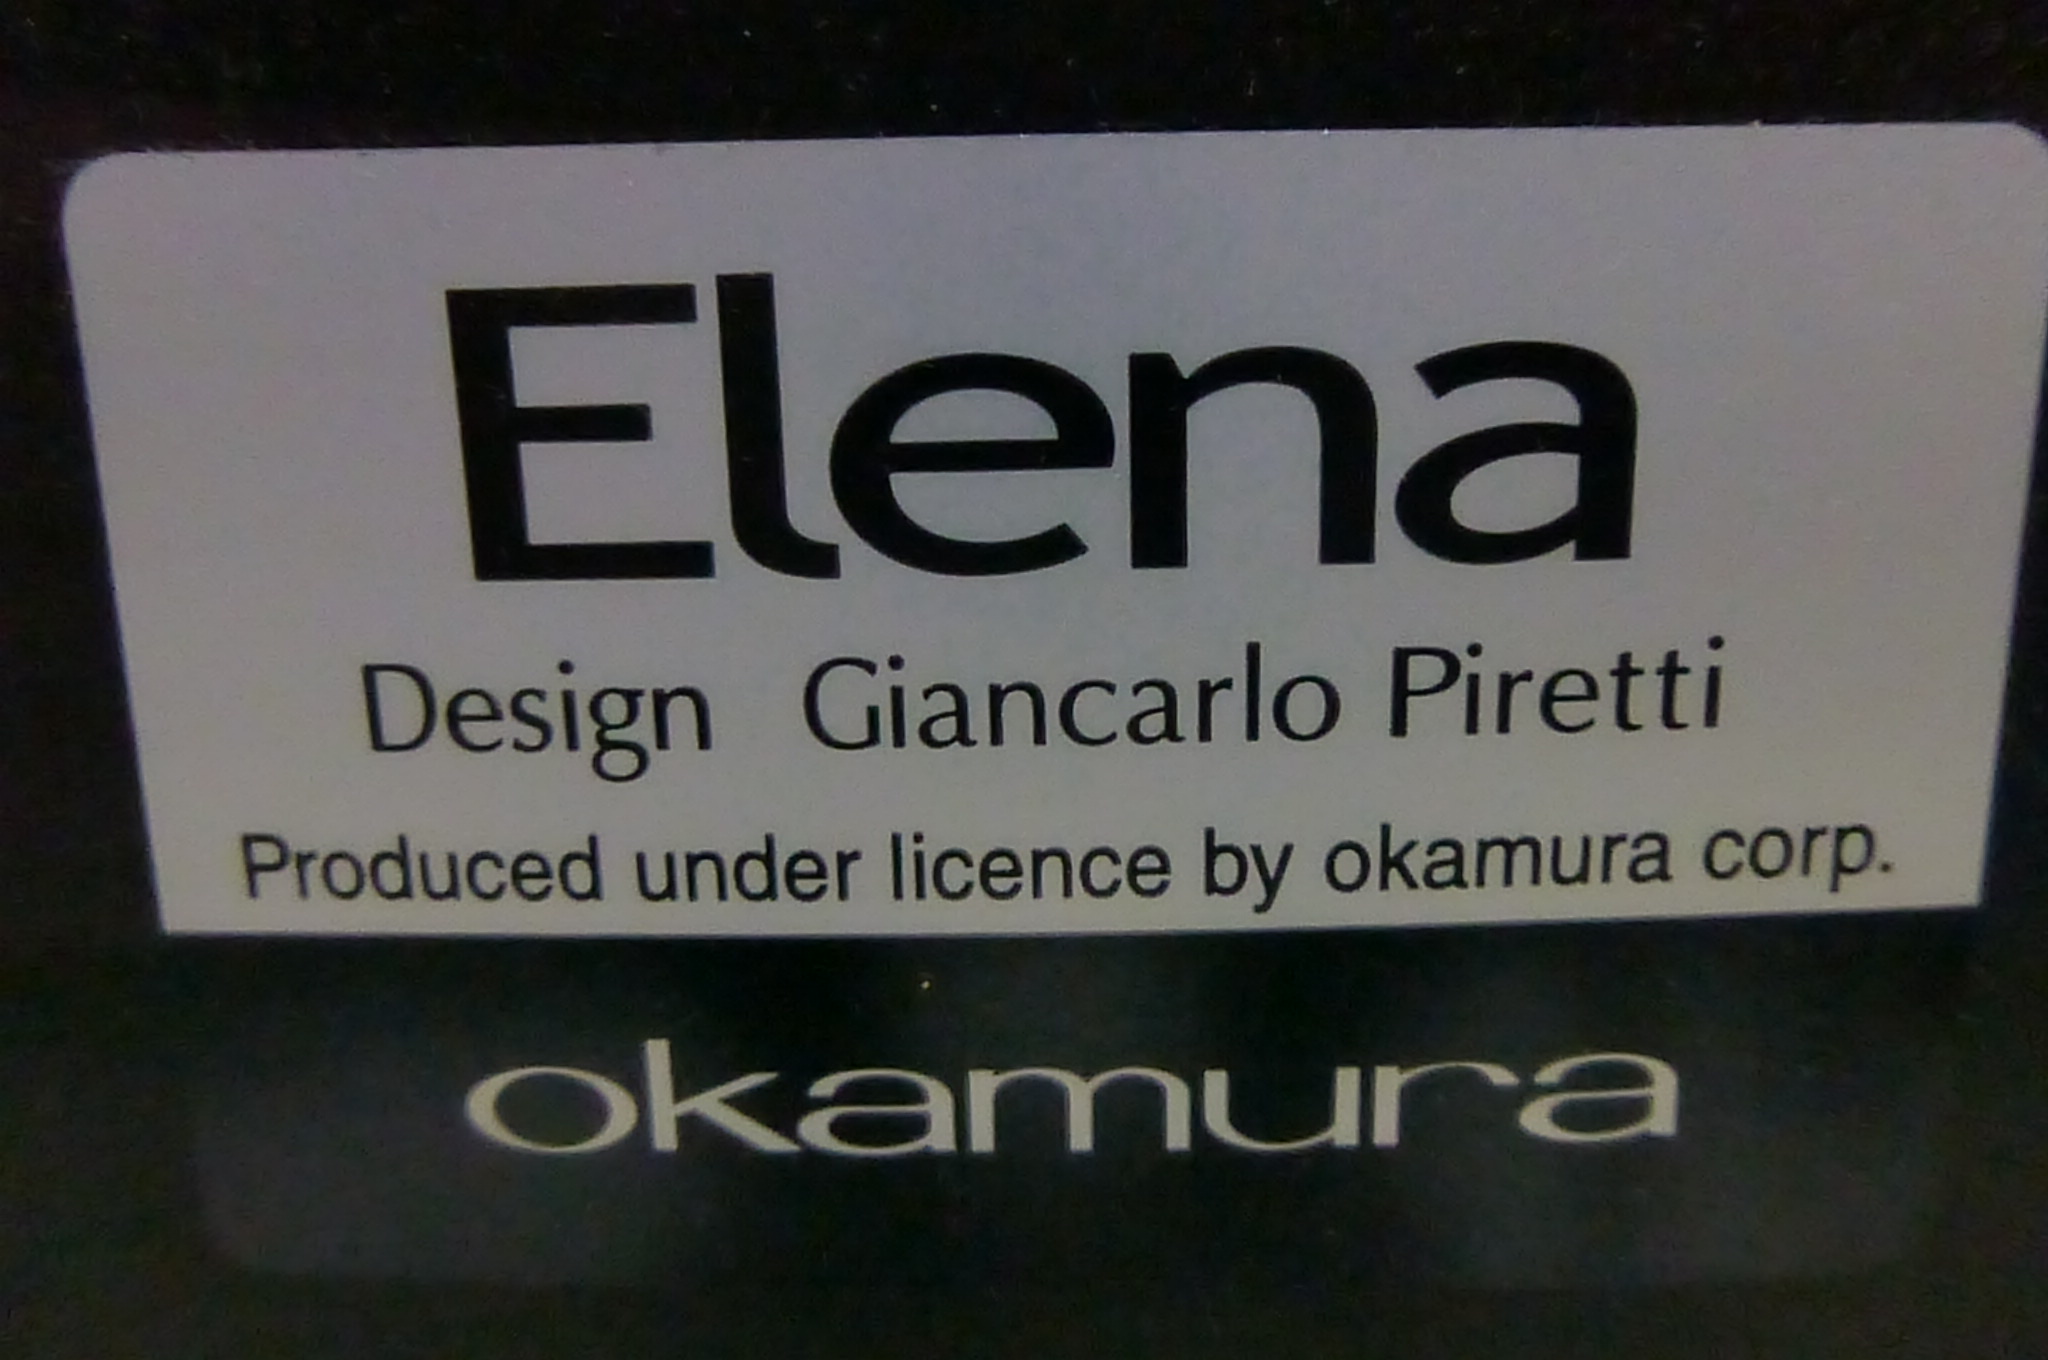 Elena
Design Giancarlo Piretti
Produced under licence by okamura corp.
okamura